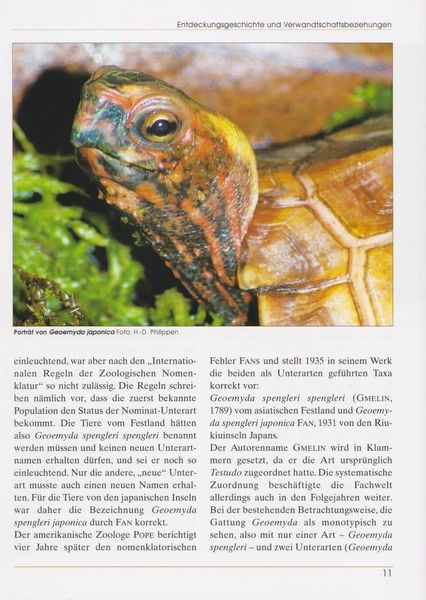 Entdeckungsgeschichte und Verwandtschaftsbeziehungen
Porträt von Geoemyda japonica Foto: H.-D. Philippen
einleuchtend, war aber nach den „Internatio-
nalen Regeln der Zoologischen Nomen-
klatur“ so nicht zulässig. Die Regeln schrei-
ben nämlich vor, dass die zuerst bekannte
Population den Status der Nominat-Unterart
bekommt. Die Tiere vom Festland hätten
also Geoemyda spengleri spengleri benannt
werden müssen und keinen neuen Unterart-
namen erhalten dürfen, und sei er noch so
einleuchtend. Nur die andere, „neue“ Unter-
art musste auch einen neuen Namen erhal-
ten. Für die Tiere von den japanischen Inseln
war daher die Bezeichnung Geoemyda
spengleri japonica durch FAN korrekt.
Der amerikanische Zoologe POPE berichtigt
vier Jahre später den nomenklatorischen
Fehler FANS und stellt 1935 in seinem Werk
die beiden als Unterarten geführten Taxa
korrekt vor:
Geoemyda spengleri spengleri (GMELIN,
1789) vom asiatischen Festland und Geoemy-
da spengleri japonica FAN, 1931 von den Riu-
kiuinseln Japans.
Der Autorenname GMELIN wird in Klam-
mern gesetzt, da er die Art ursprünglich
Testudo zugeordnet hatte. Die systematische
Zuordnung beschäftigte die Fachwelt
allerdings auch in den Folgejahren weiter.
Bei der bestehenden Betrachtungsweise, die
Gattung Geoemyda als monotypisch zu
sehen, also mit nur einer Art – Geoemyda
spengleri – und zwei Unterarten (Geoemyda
11